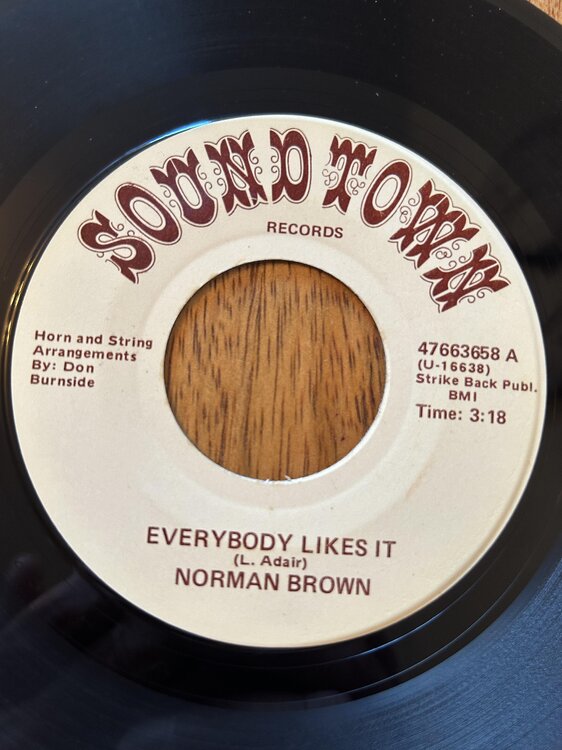 SOUND TOWN
RECORDS
Horn and String
Arrangements
By: Don
Burnside
47663658 A
(U-16638)
Strike Back Publ.
BMI
Time: 3:18
EVERYBODY LIKES IT
(L. Adair)
NORMAN BROWN